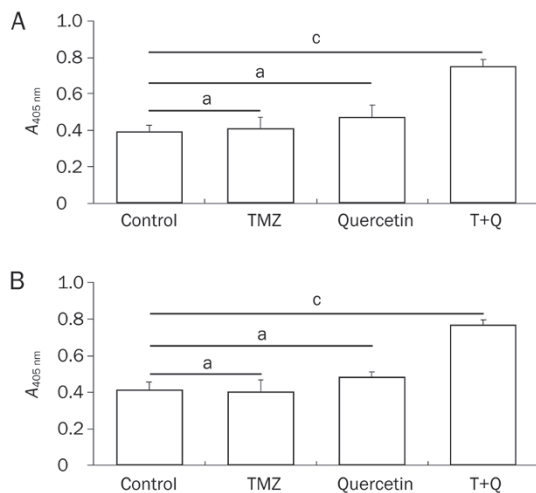 A
c
a
a
A405 nm
1.0
0.8
0.6
0.4
0.2
0
Control TMZ Quercetin T+Q
B
c
a
a
A405 nm
1.0
0.8
0.6
0.4
0.2
0
Control TMZ Quercetin T+Q